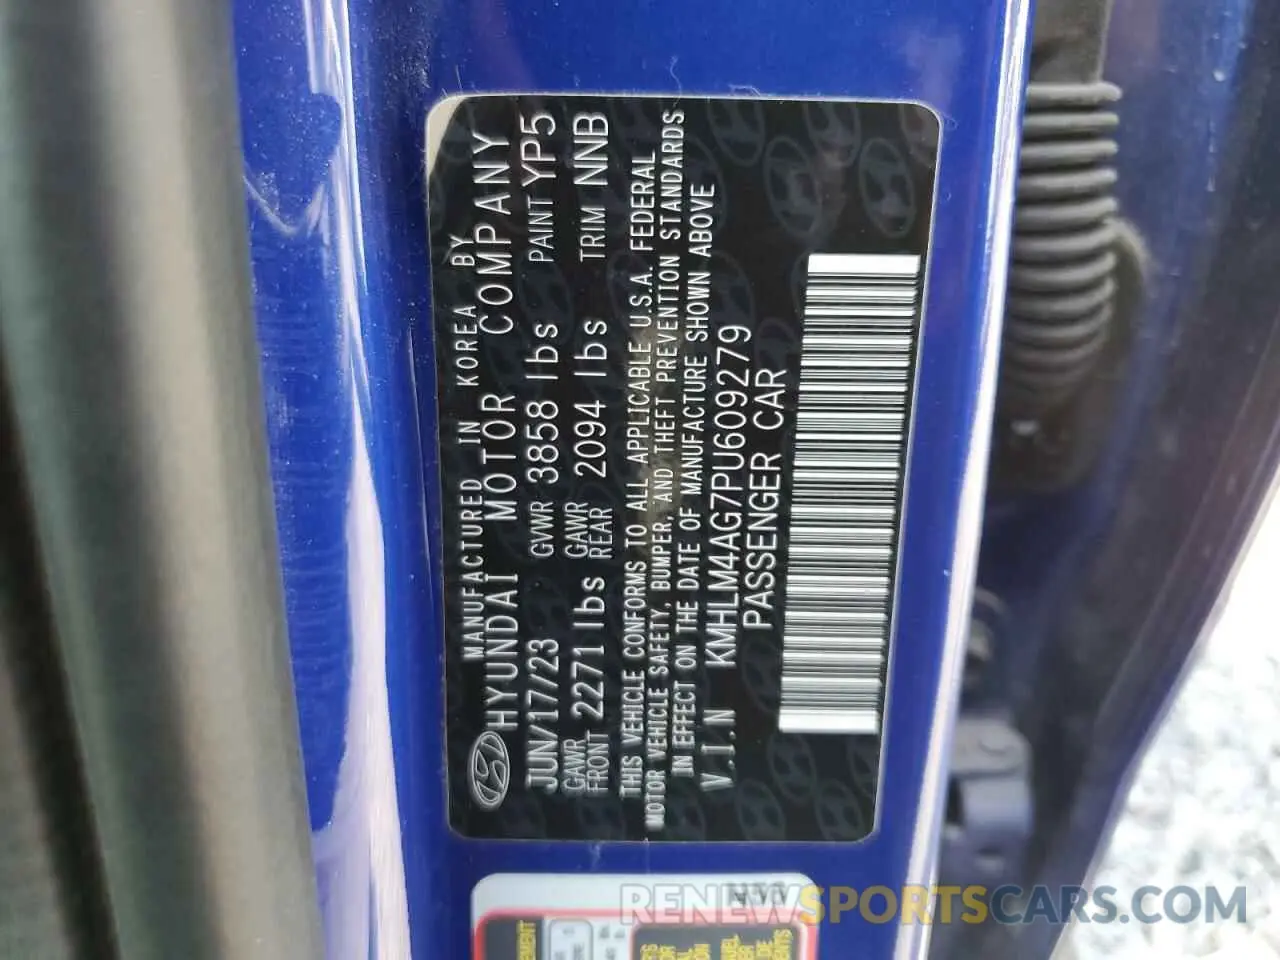 MANUFACTURED IN KOREA BY
HYUNDAI MOTOR COMPANY
JUN/17/23 GVWR 3858 lbs PAINT YP5
GAWR FRONT 2271 lbs GAWR REAR 2094 lbs TRIM NNB
THIS VEHICLE CONFORMS TO ALL APPLICABLE U.S.A. FEDERAL
MOTOR VEHICLE SAFETY, BUMPER, AND THEFT PREVENTION STANDARDS
IN EFFECT ON THE DATE OF MANUFACTURE SHOWN ABOVE
V.I.N KMHLM4AG7PU609279
PASSENGER CAR
RENEWSPORTSCARS.COM